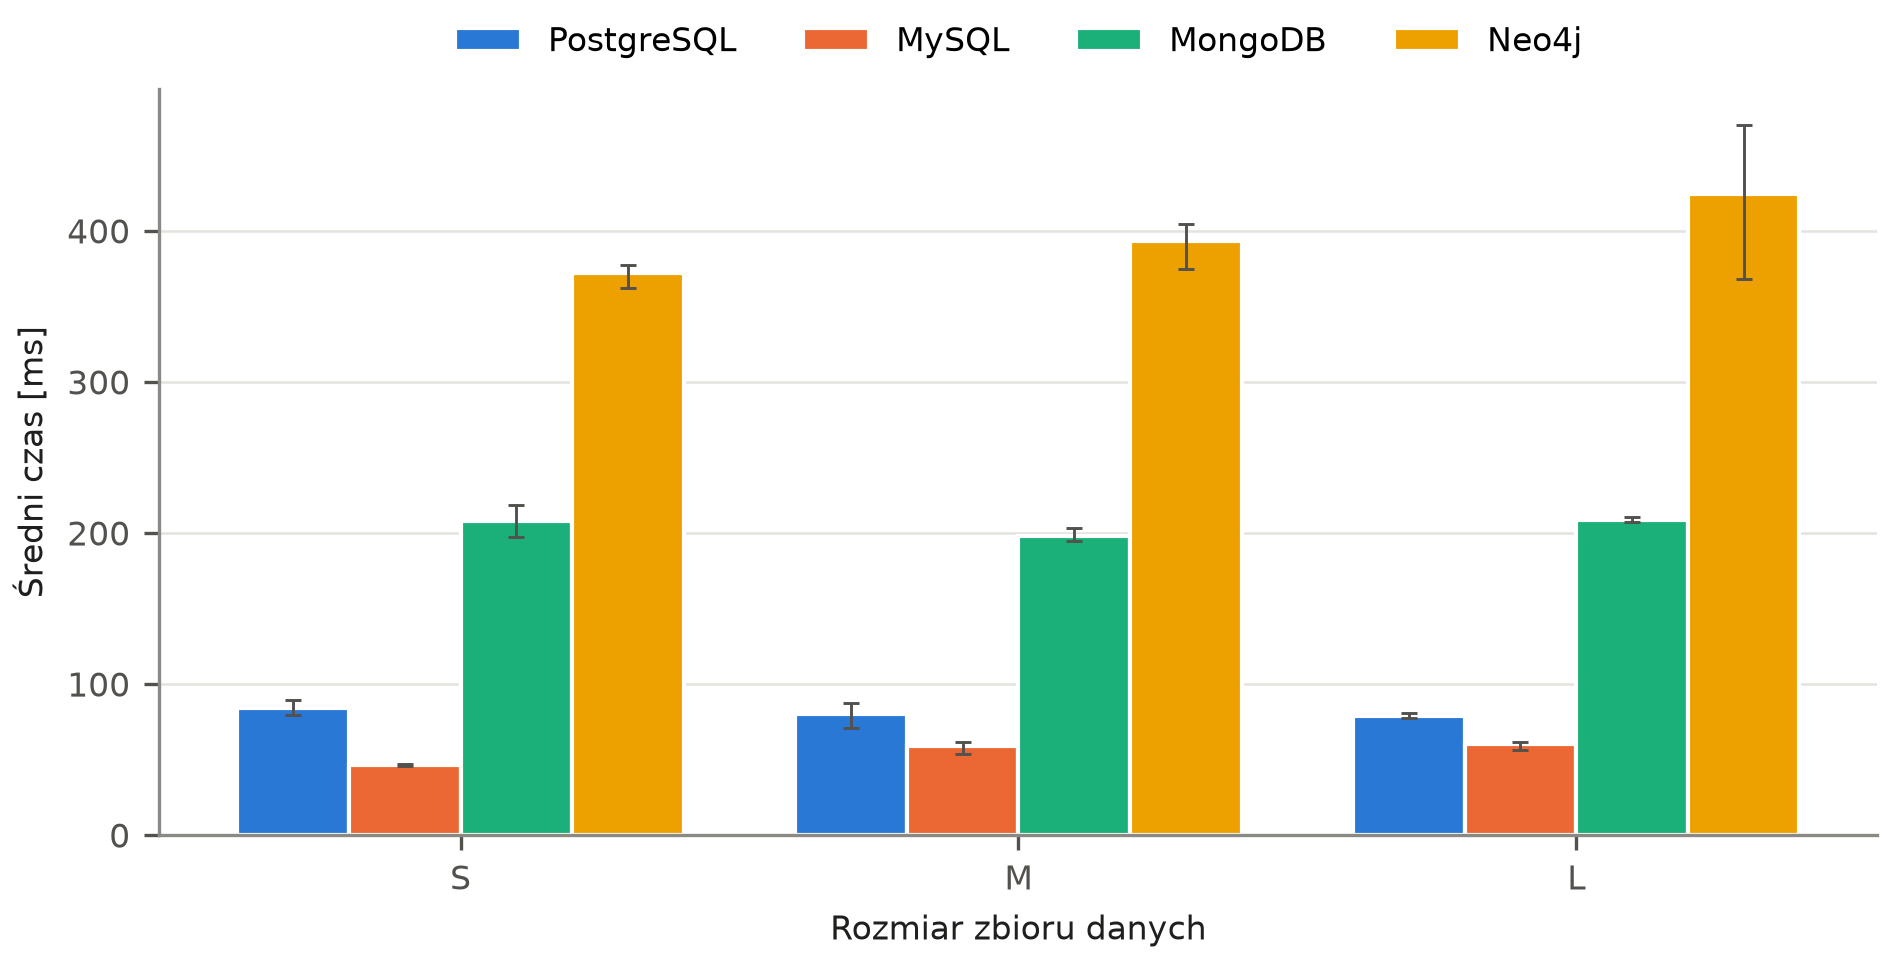 PostgreSQL MySQL MongoDB Neo4j
Średni czas [ms]
400
300
200
100
0
S M L
Rozmiar zbioru danych